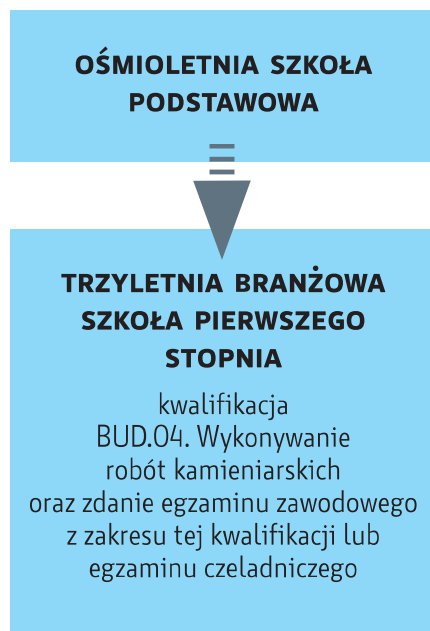 OŚMIOLETNIA SZKOŁA
PODSTAWOWA
TRZYLETNIA BRANŻOWA
SZKOŁA PIERWSZEGO
STOPNIA
kwalifikacja
BUD.04. Wykonywanie
robót kamieniarskich
oraz zdanie egzaminu zawodowego
z zakresu tej kwalifikacji lub
egzaminu czeladniczego